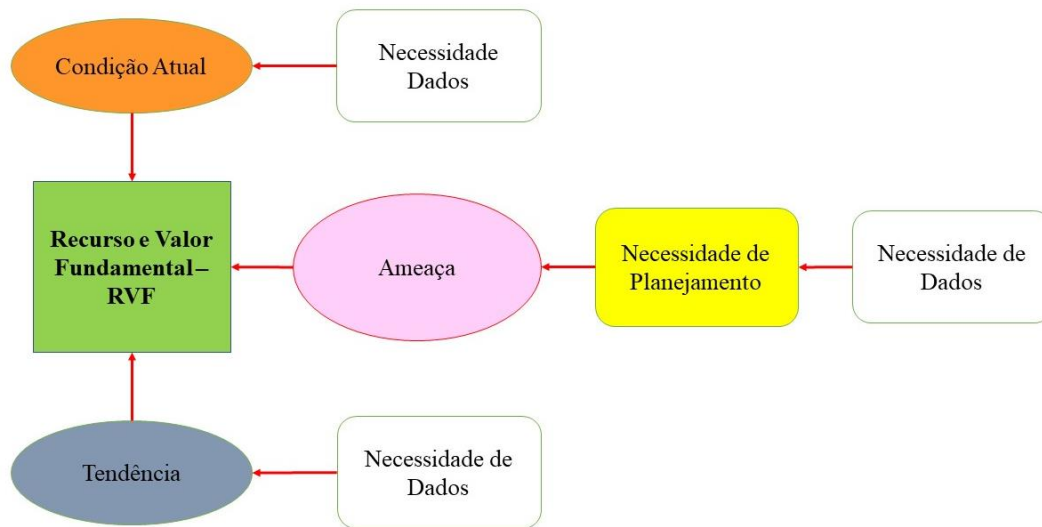 Condição Atual
Necessidade
Dados
Recurso e Valor
Fundamental –
RVF
Ameaça
Necessidade de
Planejamento
Necessidade de
Dados
Tendência
Necessidade de
Dados